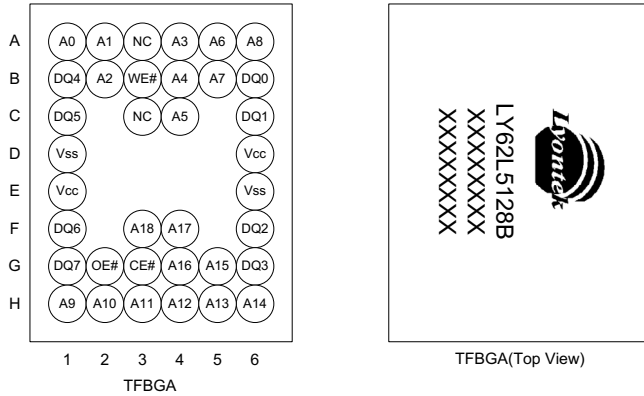 A A0 A1 NC A3 A6 A8
B DQ4 A2 WE# A4 A7 DQ0
C DQ5 NC A5 DQ1
D Vss Vcc
E Vcc Vss
F DQ6 A18 A17 DQ2
G DQ7 OE# CE# A16 A15 DQ3
H A9 A10 A11 A12 A13 A14
1 2 3 4 5 6
TFBGA
Lyontek
LY62L5128B
XXXXXXXX
XXXXXXXX
TFBGA(Top View)